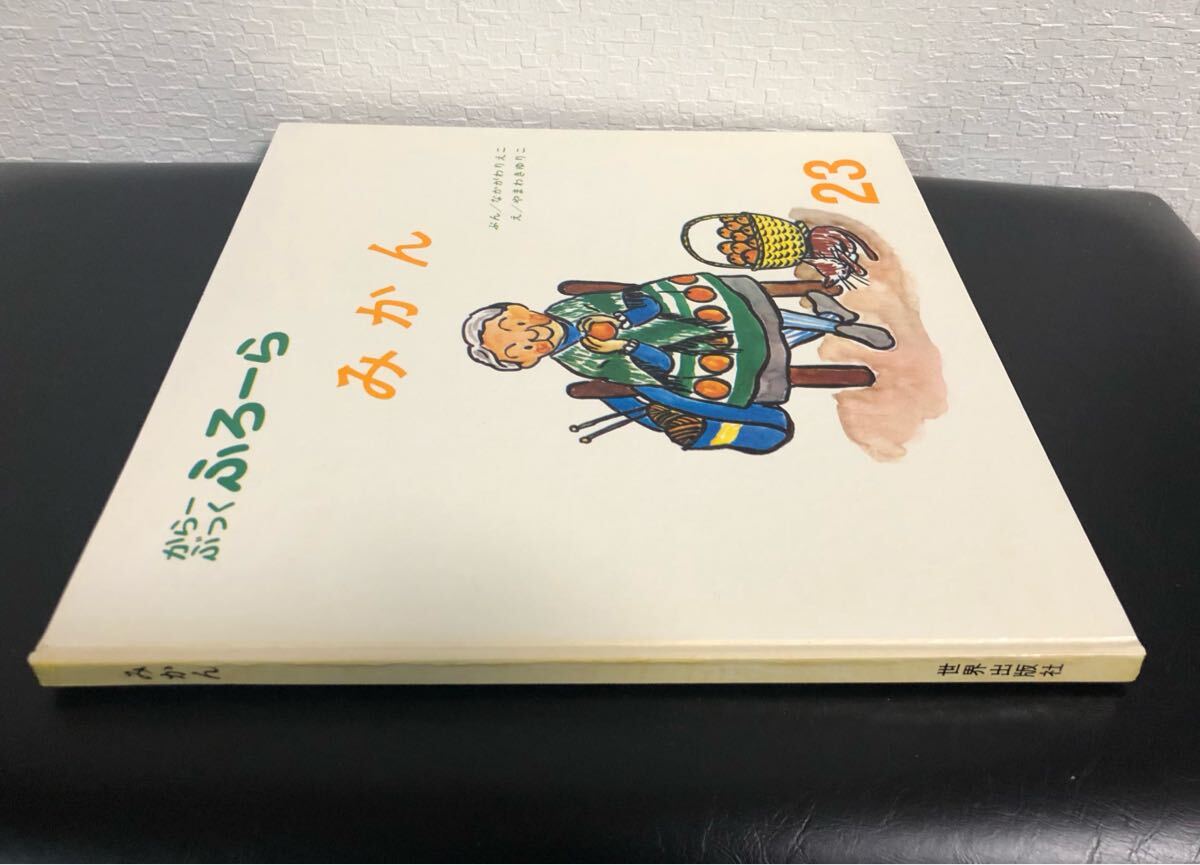 からー
ぶっく
ふろーら
みかん
ぶん/なかがわりえこ
え/やまわきゆりこ
23
みかん
世界出版社